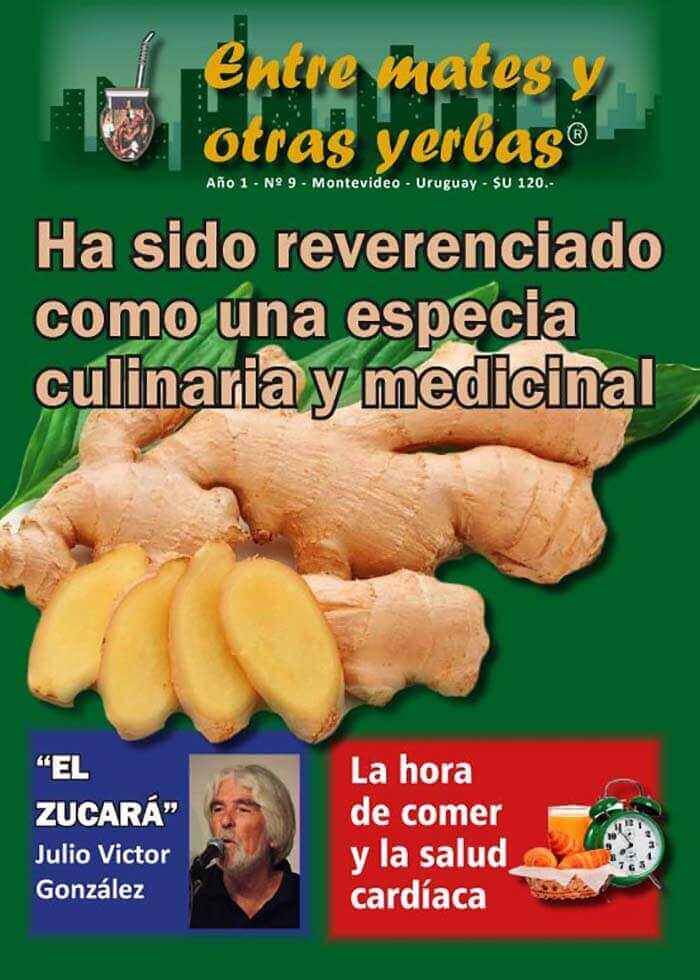 Entre mates y
otras yerbas®
Año 1 - Nº 9 - Montevideo - Uruguay - $U 120.-
Ha sido reverenciado
como una especia
culinaria y medicinal
“EL
ZUCARÁ”
Julio Victor
González
La hora
de comer
y la salud
cardíaca